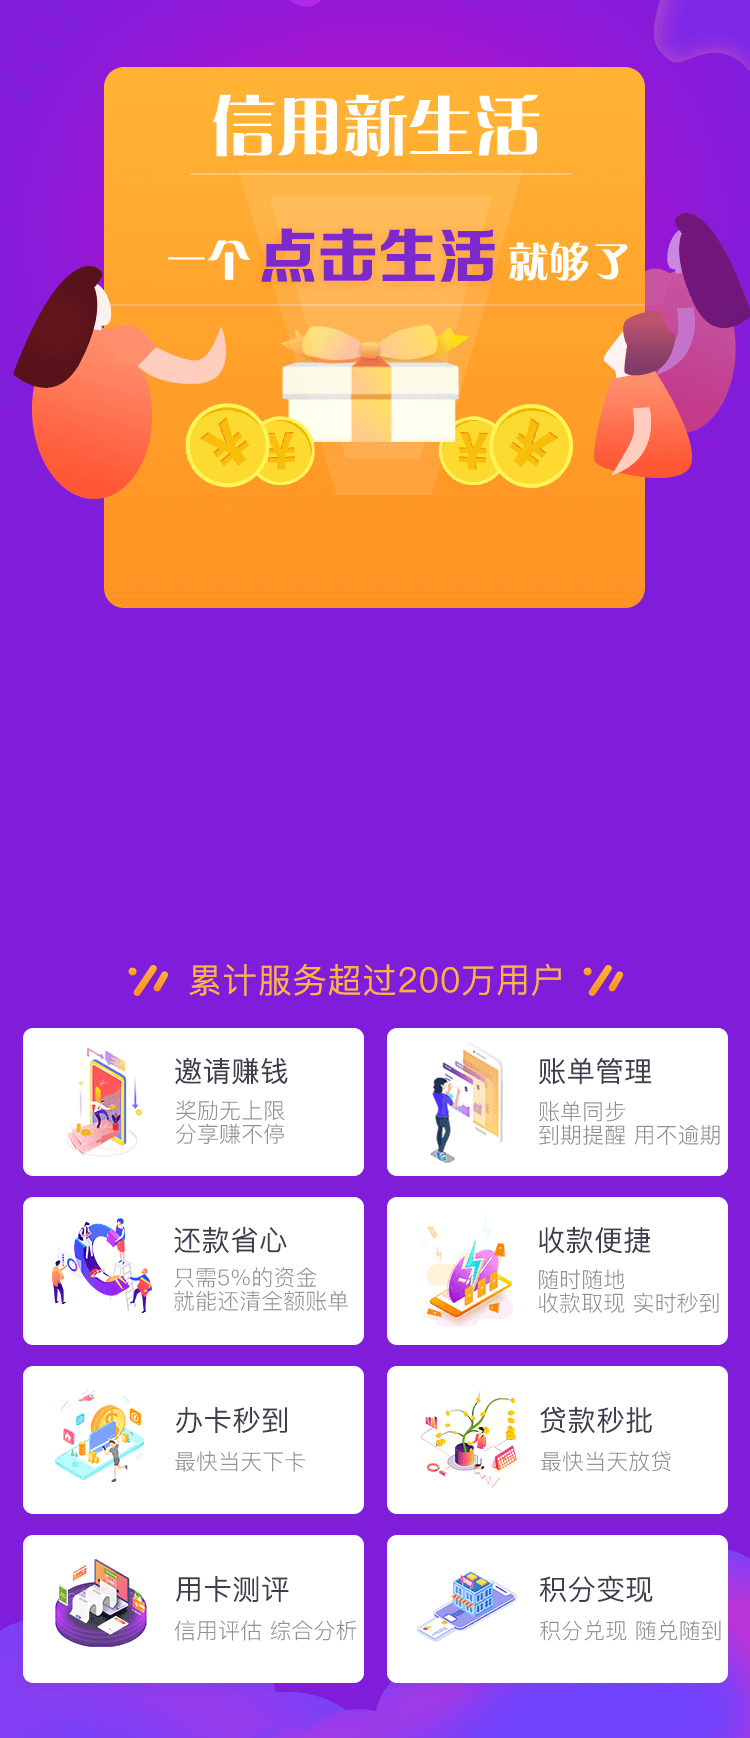 信用新生活
一个 点击生活 就够了
累计服务超过200万用户
邀请赚钱
奖励无上限
分享赚不停
账单管理
账单同步
到期提醒 用不逾期
还款省心
只需5%的资金
就能还清全额账单
收款便捷
随时随地
收款取现 实时秒到
办卡秒到
最快当天下卡
贷款秒批
最快当天放贷
用卡测评
信用评估 综合分析
积分变现
积分兑现 随兑随到